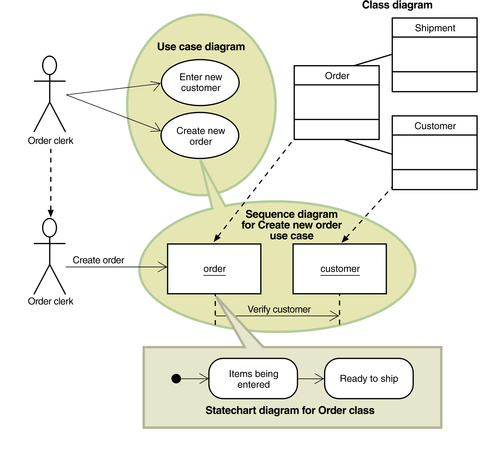 Class diagram
Shipment
Use case diagram
Order
Enter new
customer
Create new
order
Customer
Order clerk
Sequence diagram
for Create new order
use case
Create order
order
customer
Order clerk
Verify customer
Items being
entered
Ready to ship
Statechart diagram for Order class